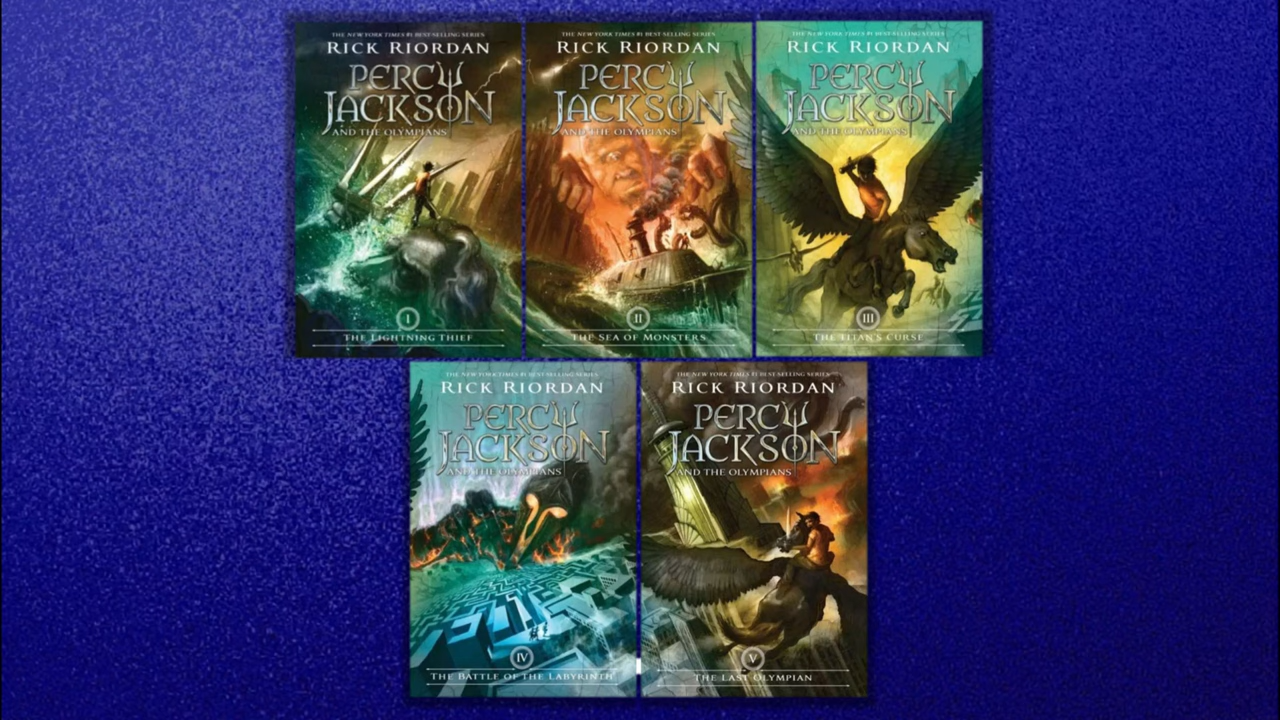 THE NEW YORK TIMES #1 BEST-SELLING SERIES
RICK RIORDAN
PERCY
JACKSON
AND THE OLYMPIANS
I
THE LIGHTNING THIEF
THE NEW YORK TIMES #1 BEST-SELLING SERIES
RICK RIORDAN
PERCY
JACKSON
AND THE OLYMPIANS
II
THE SEA OF MONSTERS
THE NEW YORK TIMES #1 BEST-SELLING SERIES
RICK RIORDAN
PERCY
JACKSON
AND THE OLYMPIANS
III
THE TITAN'S CURSE
THE NEW YORK TIMES #1 BEST-SELLING SERIES
RICK RIORDAN
PERCY
JACKSON
AND THE OLYMPIANS
IV
THE BATTLE OF THE LABYRINTH
THE NEW YORK TIMES #1 BEST-SELLING SERIES
RICK RIORDAN
PERCY
JACKSON
AND THE OLYMPIANS
V
THE LAST OLYMPIAN